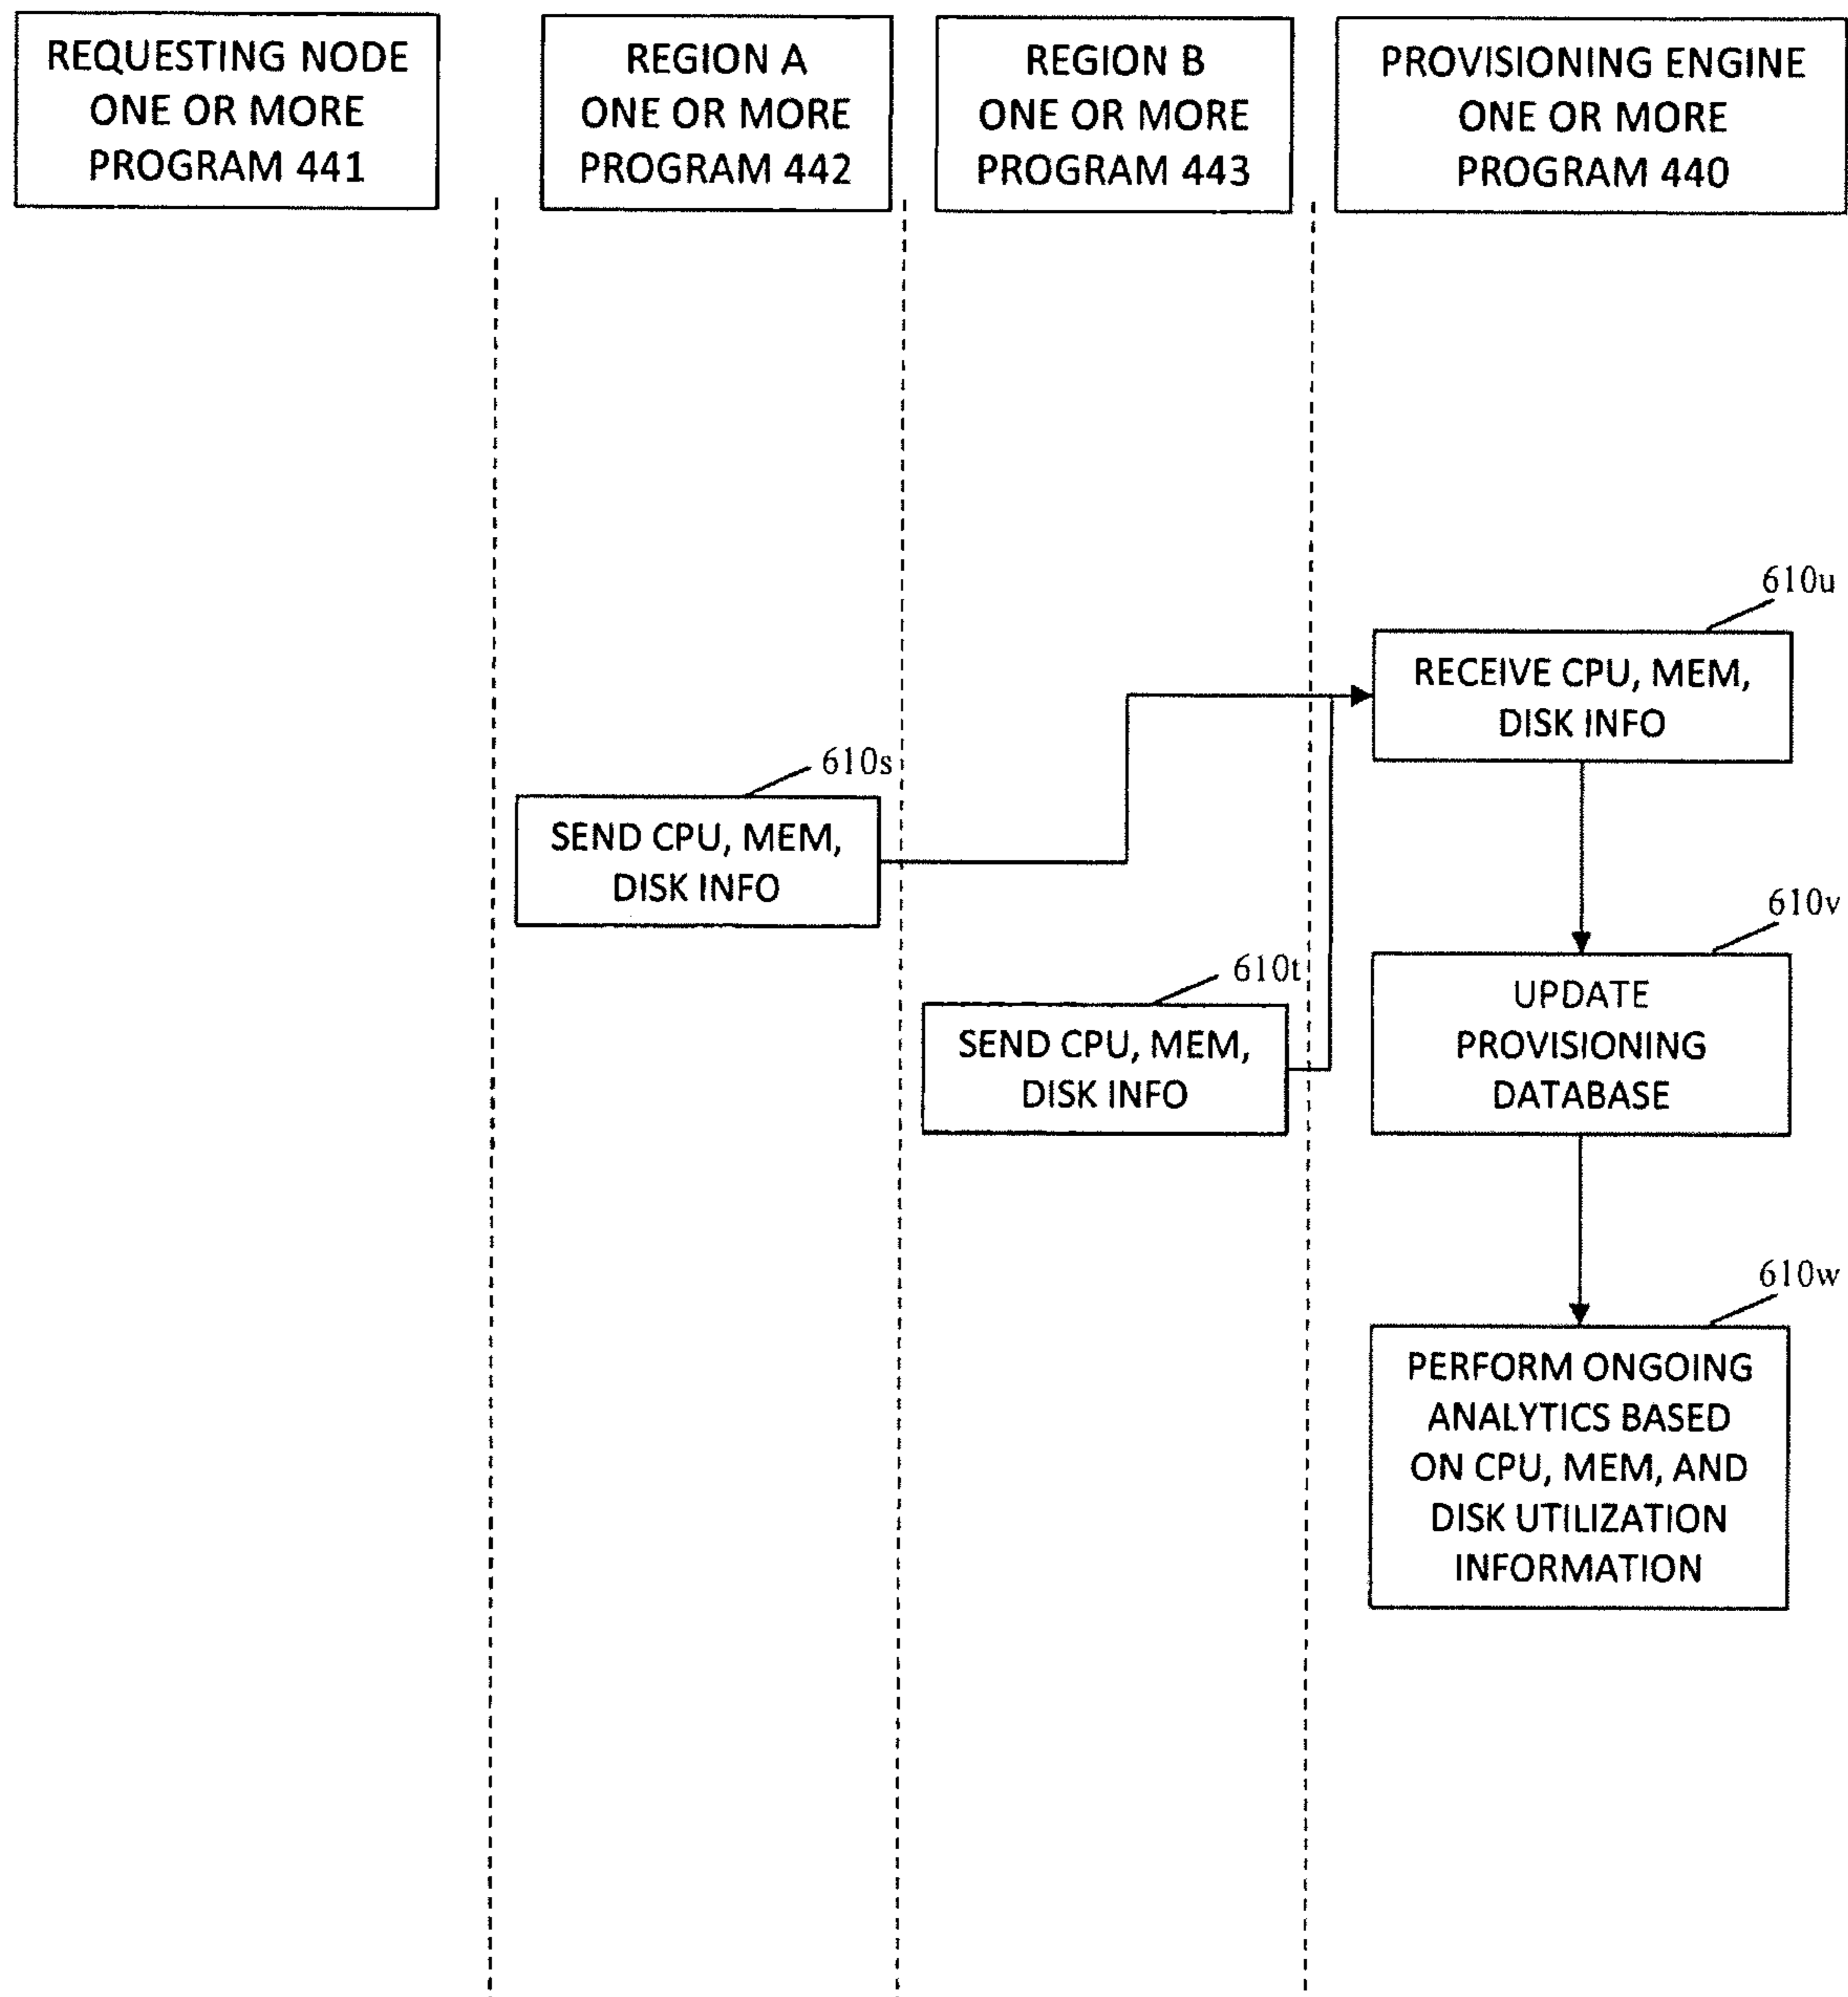 REQUESTING NODE
ONE OR MORE
PROGRAM 441
REGION A
ONE OR MORE
PROGRAM 442
REGION B
ONE OR MORE
PROGRAM 443
PROVISIONING ENGINE
ONE OR MORE
PROGRAM 440
610u
RECEIVE CPU, MEM,
DISK INFO
610s
SEND CPU, MEM,
DISK INFO
610t
SEND CPU, MEM,
DISK INFO
610v
UPDATE
PROVISIONING
DATABASE
610w
PERFORM ONGOING
ANALYTICS BASED
ON CPU, MEM, AND
DISK UTILIZATION
INFORMATION